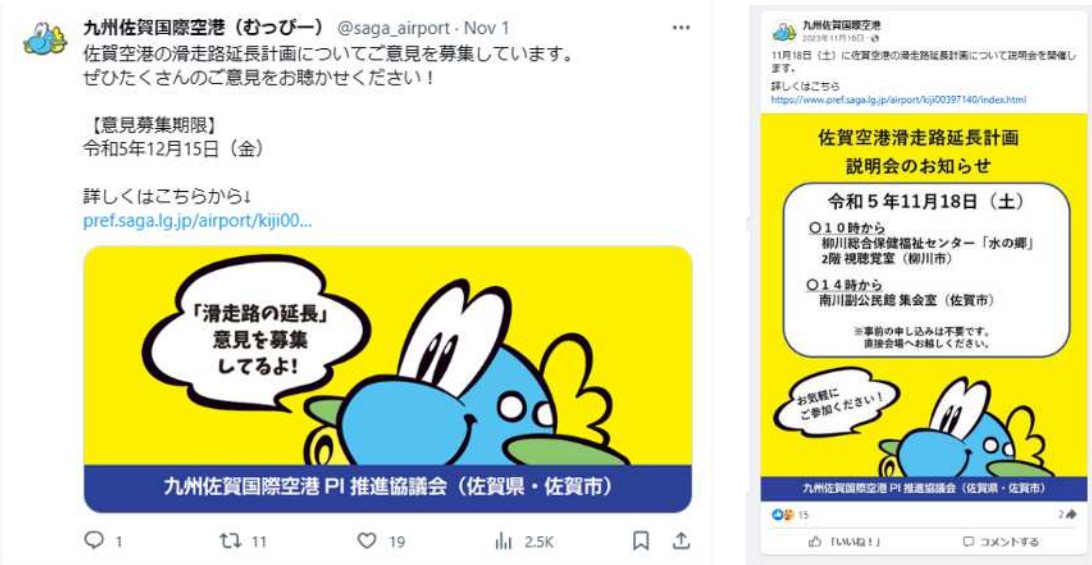 九州佐賀国際空港（むっぴー） @saga_airport · Nov 1
佐賀空港の滑走路延長計画についてご意見を募集しています。
ぜひたくさんのご意見をお聴かせください！
【意見募集期限】
令和5年12月15日（金）
詳しくはこちらから↓
pref.saga.lg.jp/airport/kiji00...
「滑走路の延長」
意見を募集
してるよ!
九州佐賀国際空港 PI 推進協議会（佐賀県・佐賀市）
1 11 19 2.5K
九州佐賀国際空港
2023年11月16日
11月18日（土）に佐賀空港の滑走路延長計画について説明会を開催し
ます。
詳しくはこちら
https://www.pref.saga.lg.jp/airport/kiji00397140/index.html
佐賀空港滑走路延長計画
説明会のお知らせ
令和５年11月18日（土）
〇１０時から
柳川総合保健福祉センター「水の郷」
2階 視聴覚室（柳川市）
〇１４時から
南川副公民館 集会室（佐賀市）
※事前の申し込みは不要です。
直接会場へお越しください。
お気軽に
ご参加ください！
九州佐賀国際空港 PI 推進協議会（佐賀県・佐賀市）
15 2
「いいね！」 コメントする